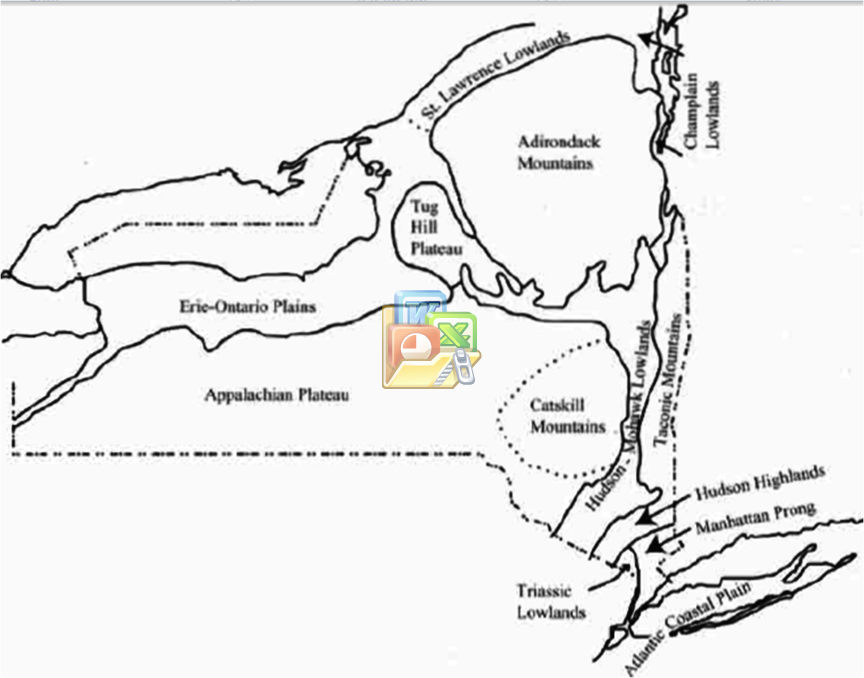 St. Lawrence Lowlands
Champlain
Lowlands
Adirondack
Mountains
Tug
Hill
Plateau
Erie-Ontario Plains
Appalachian Plateau
Catskill
Mountains
Hudson - Mohawk Lowlands
Taconic Mountains
Hudson Highlands
Manhattan Prong
Triassic
Lowlands
Atlantic Coastal Plain